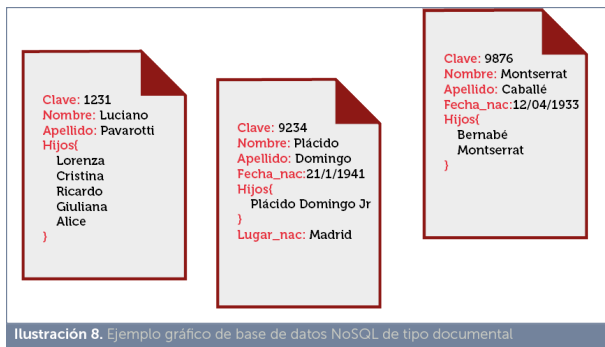 Clave: 1231
Nombre: Luciano
Apellido: Pavarotti
Hijos{
Lorenza
Cristina
Ricardo
Giuliana
Alice
}
Clave: 9234
Nombre: Plácido
Apellido: Domingo
Fecha_nac:21/1/1941
Hijos{
Plácido Domingo Jr
}
Lugar_nac: Madrid
Clave: 9876
Nombre: Montserrat
Apellido: Caballé
Fecha_nac:12/04/1933
Hijos{
Bernabé
Montserrat
}
Ilustración 8. Ejemplo gráfico de base de datos NoSQL de tipo documental